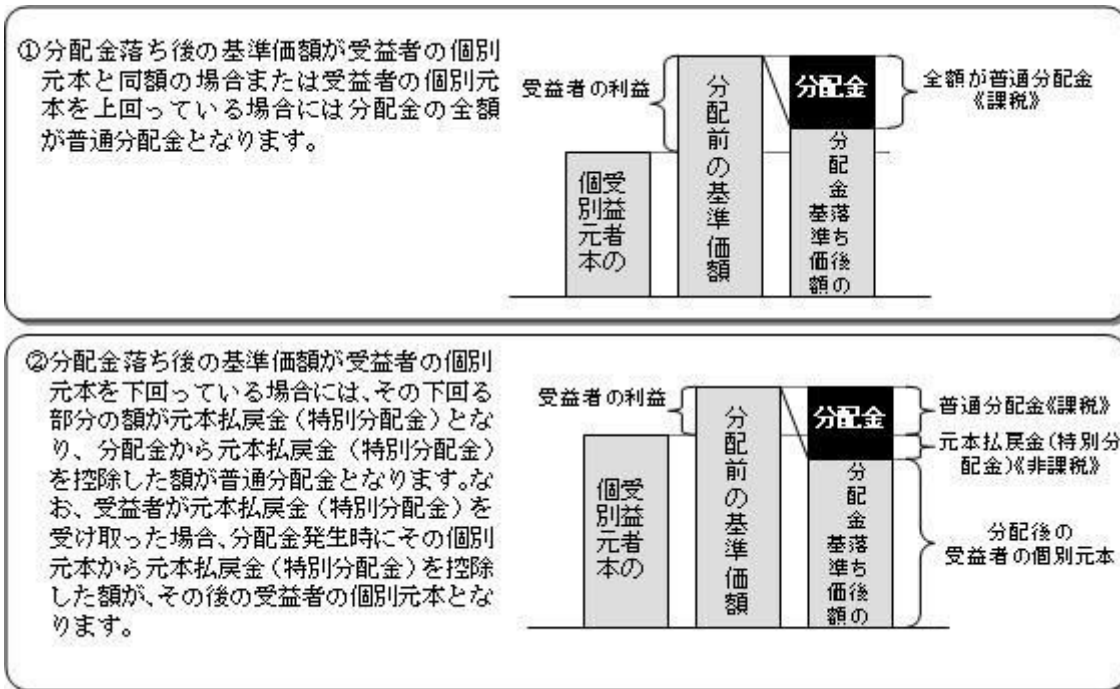 ①分配金落ち後の基準価額が受益者の個別
元本と同額の場合または受益者の個別元
本を上回っている場合には分配金の全額
が普通分配金となります。
受益者の利益
受益者の
個別元本
分配前の基準価額
分配金
分配金落ち後の
基準価額
全額が普通分配金
《課税》
②分配金落ち後の基準価額が受益者の個別
元本を下回っている場合には、その下回る
部分の額が元本払戻金（特別分配金）とな
り、分配金から元本払戻金（特別分配金）
を控除した額が普通分配金となります。な
お、受益者が元本払戻金（特別分配金）を
受け取った場合、分配金発生時にその個別
元本から元本払戻金（特別分配金）を控除
した額が、その後の受益者の個別元本とな
ります。
受益者の利益
受益者の
個別元本
分配前の基準価額
分配金
分配金落ち後の
基準価額
普通分配金《課税》
元本払戻金（特別分
配金）《非課税》
分配後の
受益者の個別元本